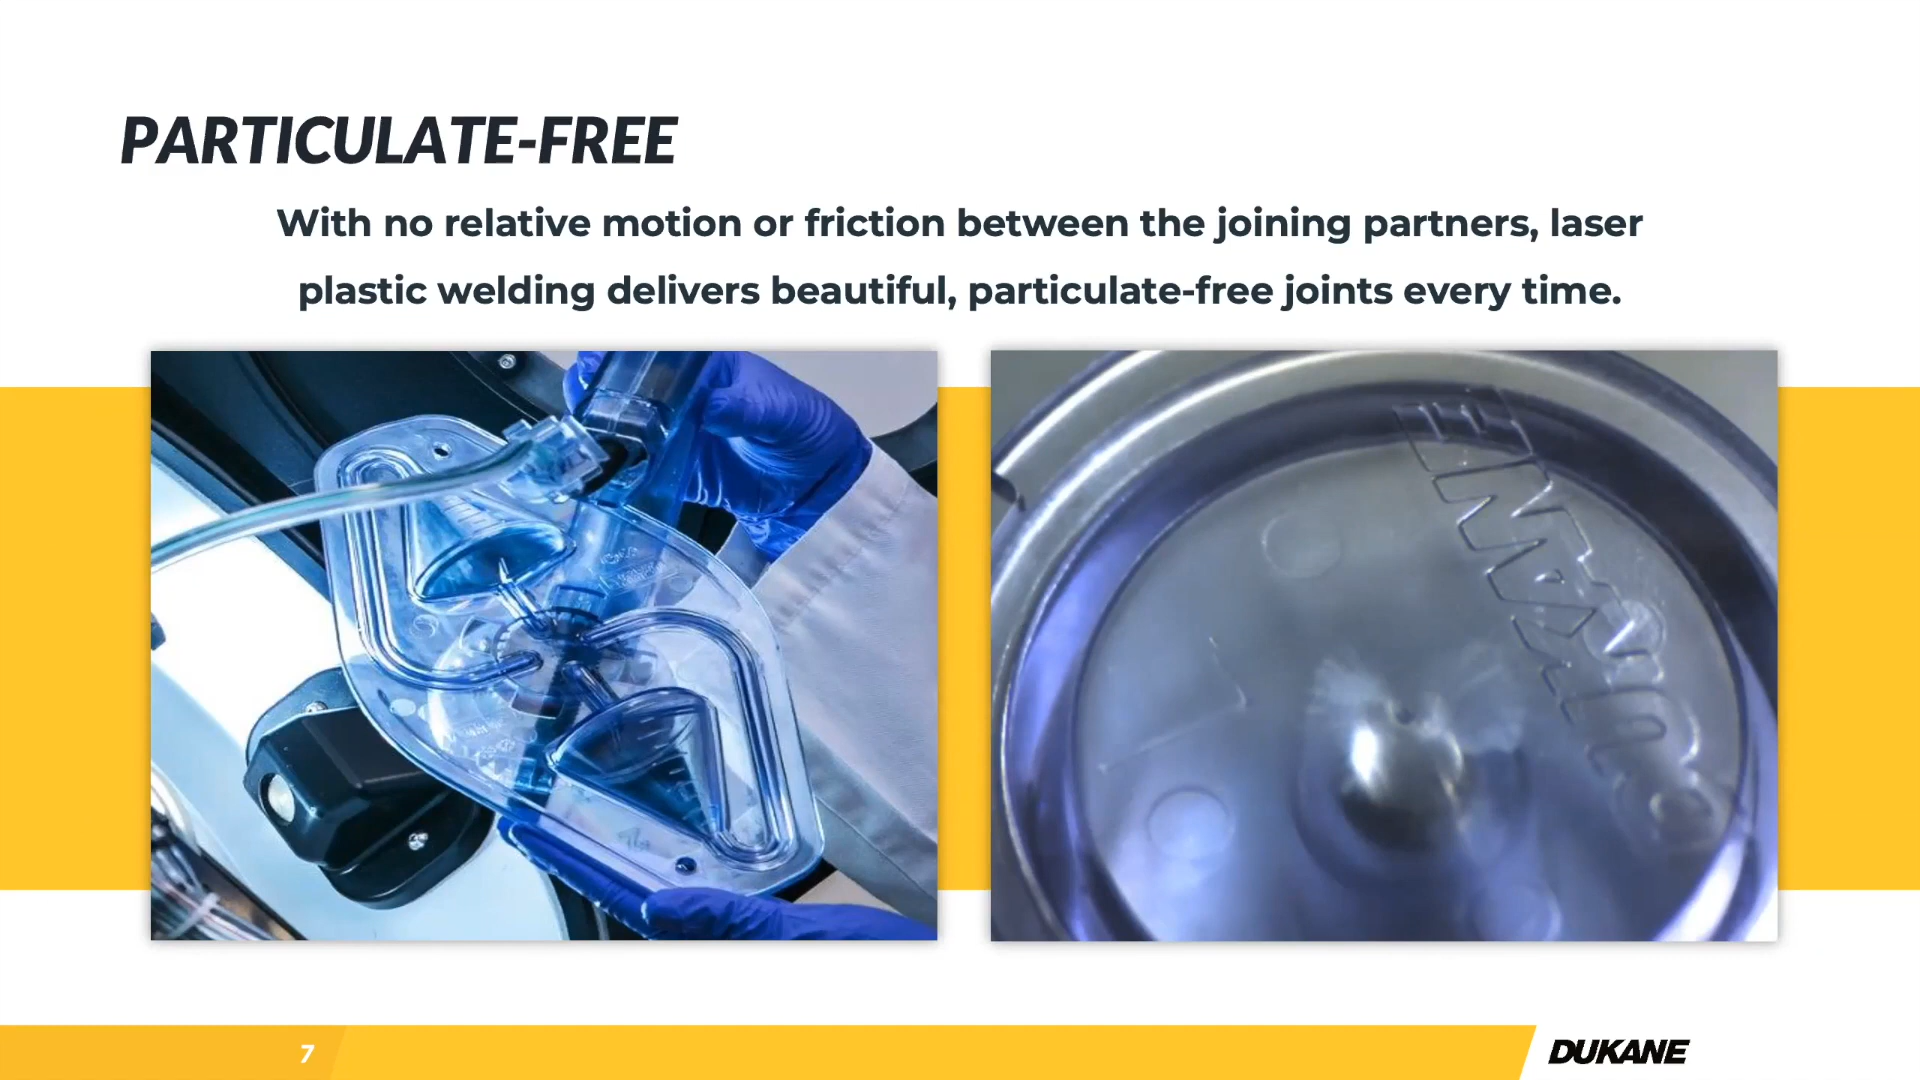 PARTICULATE-FREE
With no relative motion or friction between the joining partners, laser
plastic welding delivers beautiful, particulate-free joints every time.
DUKANE
7
DUKANE